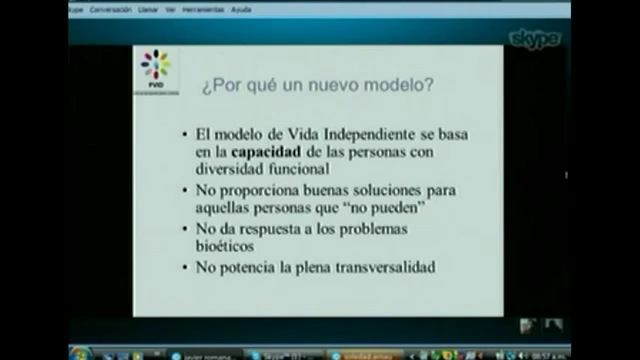 Conversación Llamar Ver Herramientas Ayuda
skype
FVID
¿Por qué un nuevo modelo?
• El modelo de Vida Independiente se basa
en la capacidad de las personas con
diversidad funcional
• No proporciona buenas soluciones para
aquellas personas que “no pueden”
• No da respuesta a los problemas
bioéticos
• No potencia la plena transversalidad